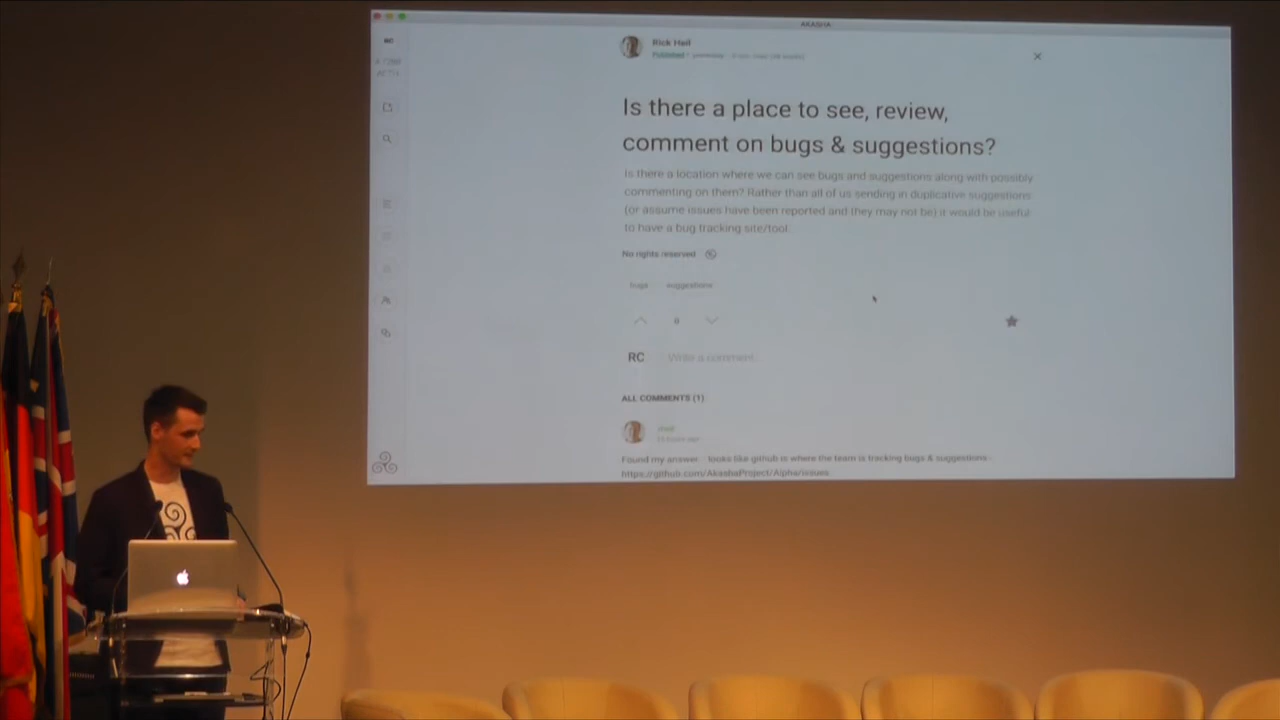 AKASHA
Rick Hall
Published
yesterday
Is there a place to see, review,
comment on bugs & suggestions?
Is there a location where we can see bugs and suggestions along with possibly
commenting on them? Rather than all of us sending in duplicative suggestions
(or assume issues have been reported and they may not be) it would be useful
to have a bug tracking site/tool.
No rights reserved
bugs suggestions
0
RC Write a comment
ALL COMMENTS (1)
Found my answer - looks like github is where the team is tracking bugs & suggestions -
https://github.com/AkashaProject/Alpha/issues